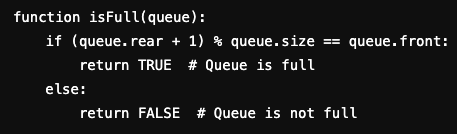 function isFull(queue):
    if (queue.rear + 1) % queue.size == queue.front:
        return TRUE  # Queue is full
    else:
        return FALSE  # Queue is not full